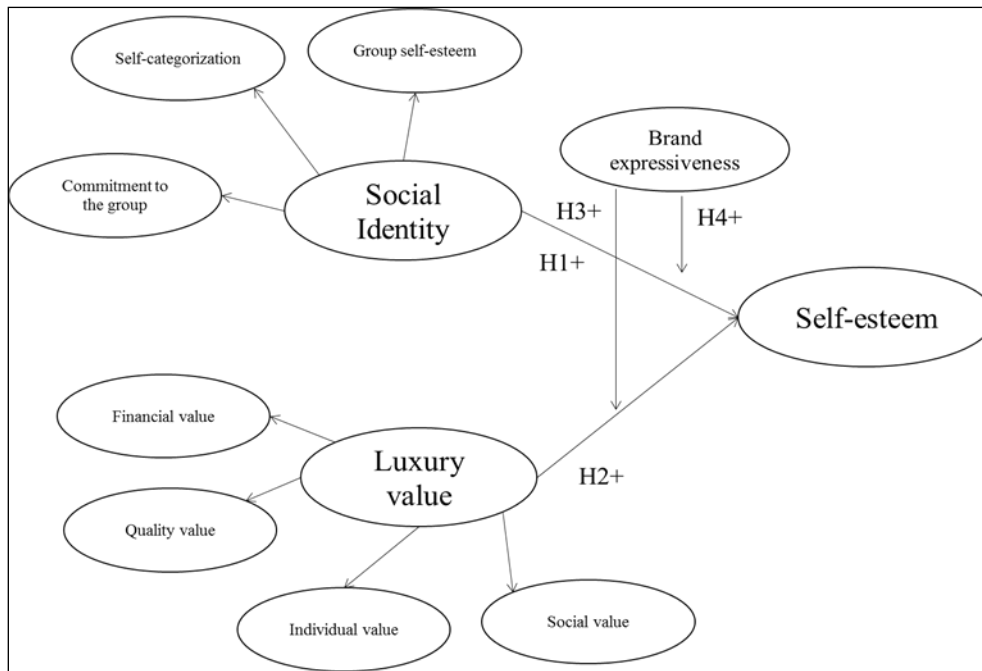 Group self-esteem
Self-categorization
Brand
expressiveness
Commitment to
the group
Social
Identity
H3+
H4+
H1+
Self-esteem
Financial value
Luxury
value
H2+
Quality value
Social value
Individual value